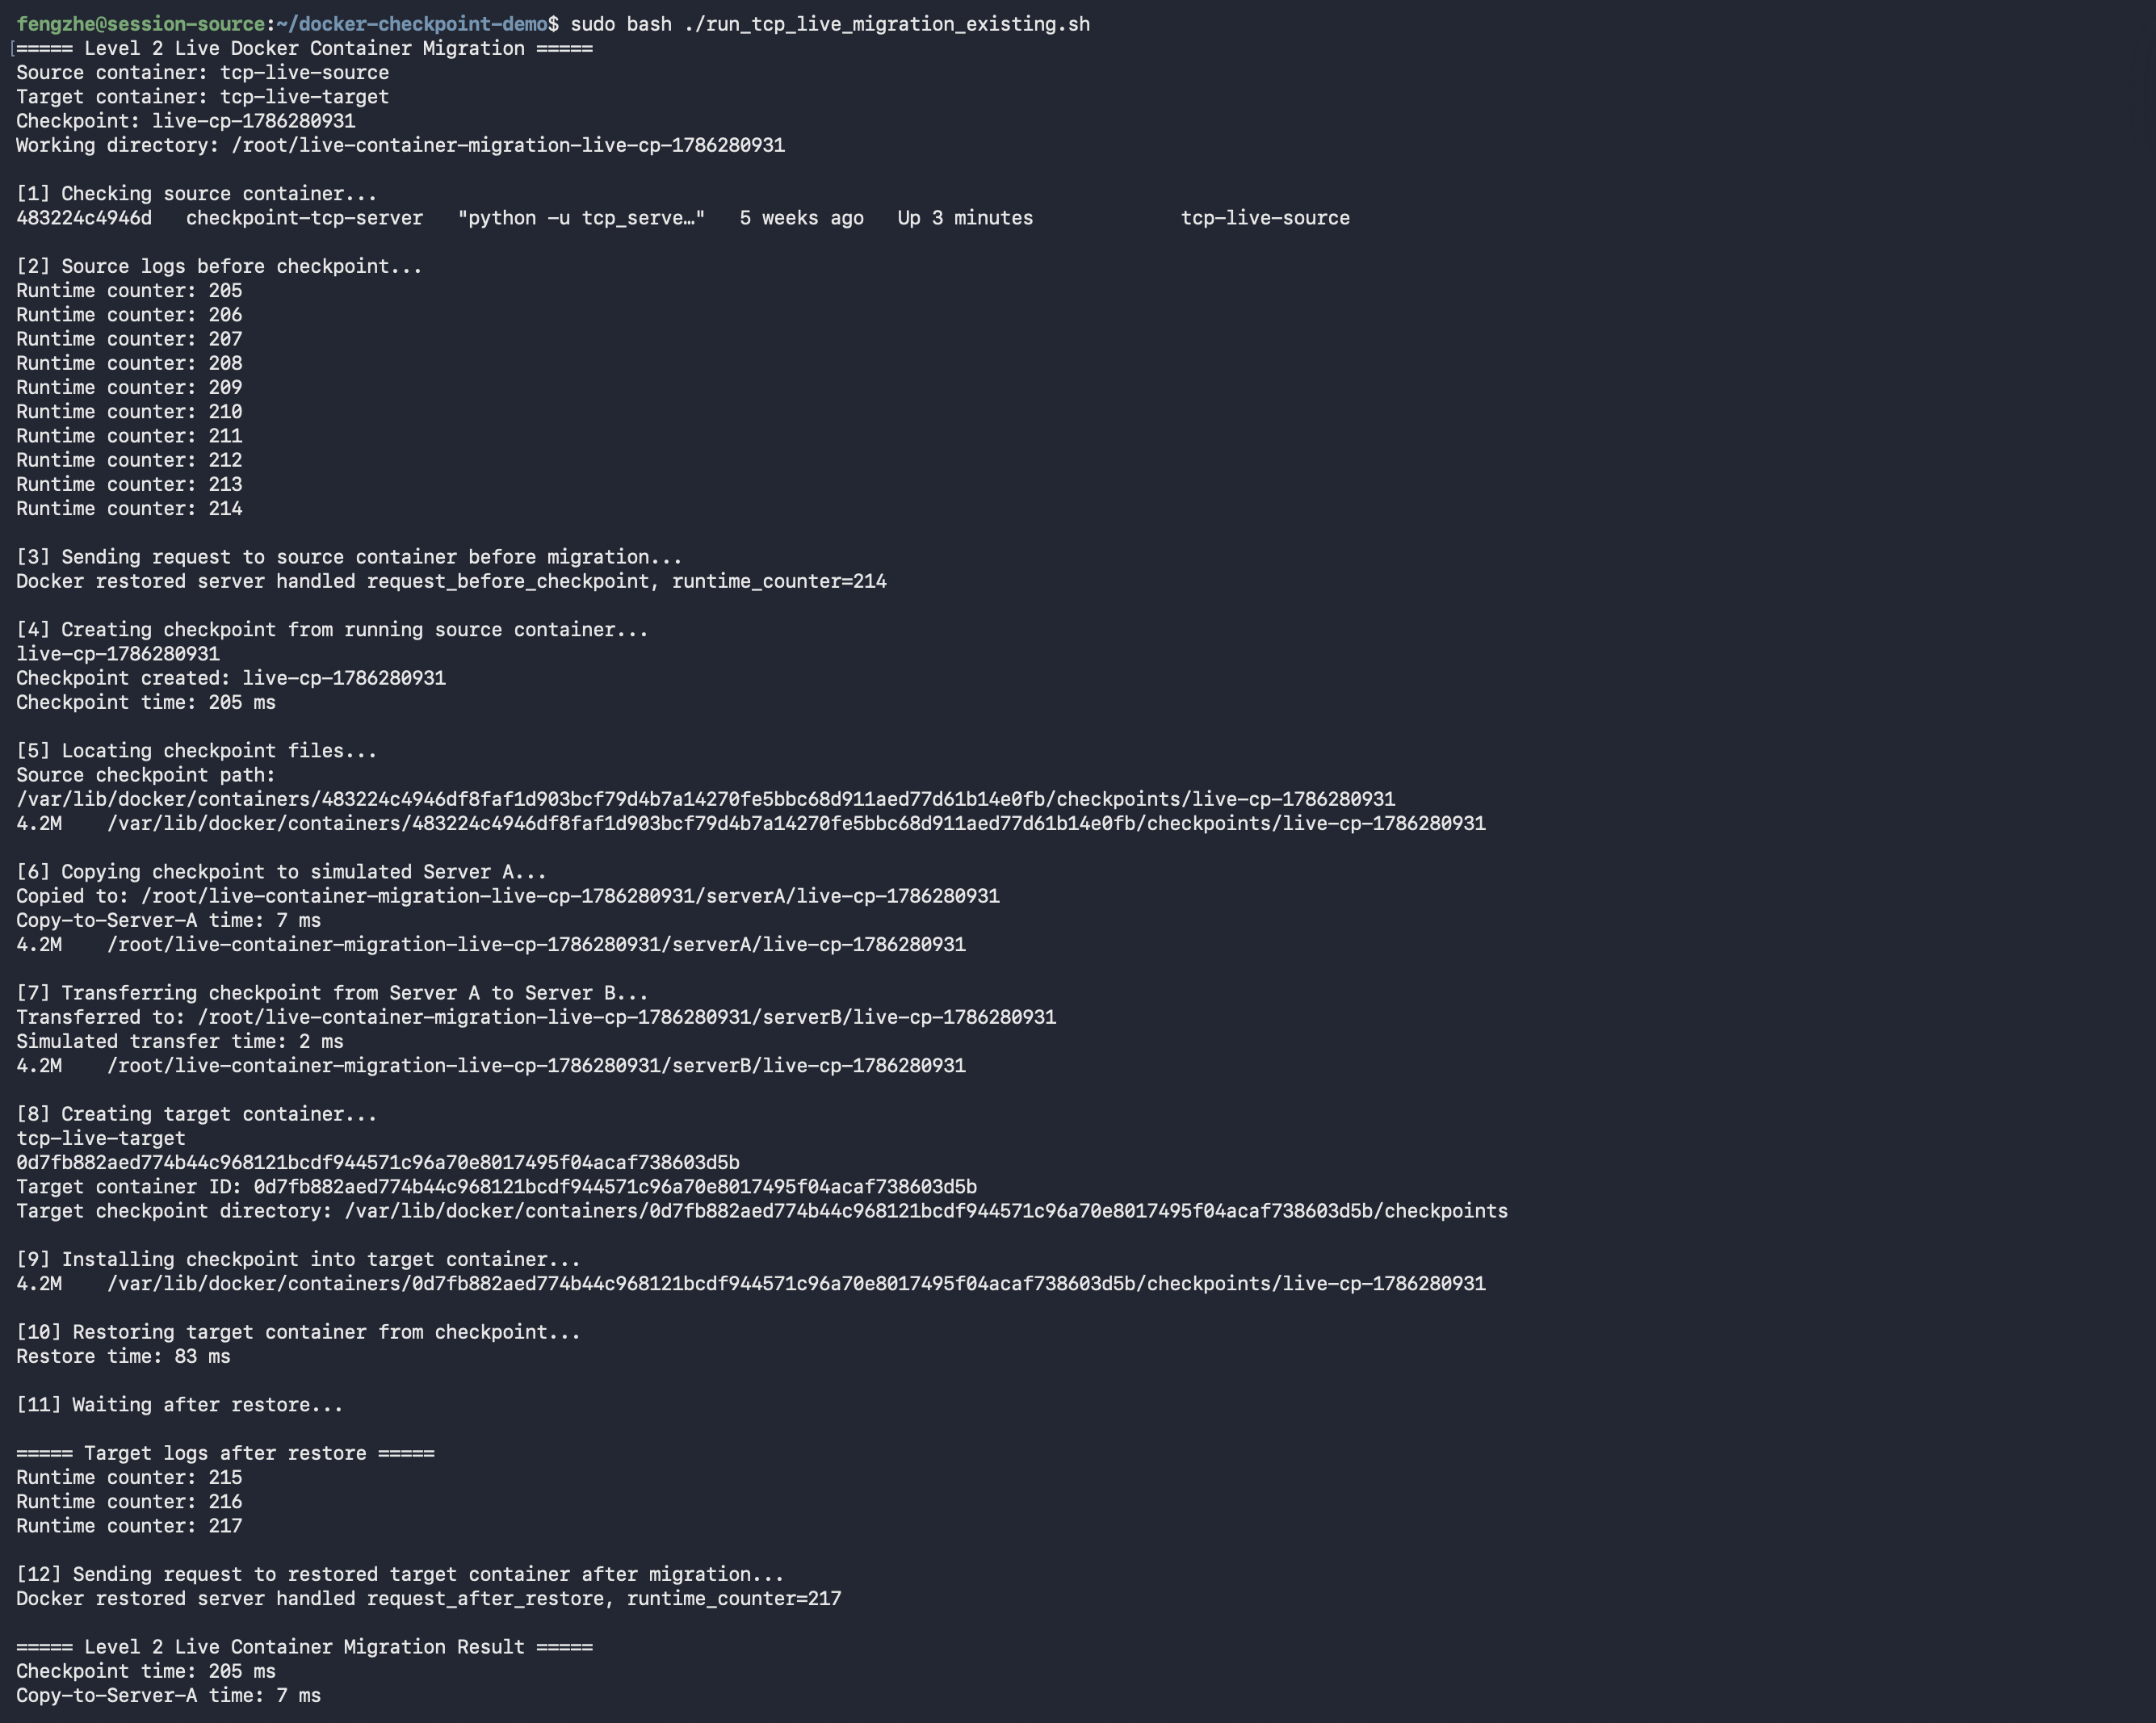 fengzhe@session-source:~/docker-checkpoint-demo$ sudo bash ./run_tcp_live_migration_existing.sh
[===== Level 2 Live Docker Container Migration =====
Source container: tcp-live-source
Target container: tcp-live-target
Checkpoint: live-cp-1786280931
Working directory: /root/live-container-migration-live-cp-1786280931

[1] Checking source container...
483224c4946d   checkpoint-tcp-server   "python -u tcp_serve…"   5 weeks ago   Up 3 minutes             tcp-live-source

[2] Source logs before checkpoint...
Runtime counter: 205
Runtime counter: 206
Runtime counter: 207
Runtime counter: 208
Runtime counter: 209
Runtime counter: 210
Runtime counter: 211
Runtime counter: 212
Runtime counter: 213
Runtime counter: 214

[3] Sending request to source container before migration...
Docker restored server handled request_before_checkpoint, runtime_counter=214

[4] Creating checkpoint from running source container...
live-cp-1786280931
Checkpoint created: live-cp-1786280931
Checkpoint time: 205 ms

[5] Locating checkpoint files...
Source checkpoint path:
/var/lib/docker/containers/483224c4946df8faf1d903bcf79d4b7a14270fe5bbc68d911aed77d61b14e0fb/checkpoints/live-cp-1786280931
4.2M    /var/lib/docker/containers/483224c4946df8faf1d903bcf79d4b7a14270fe5bbc68d911aed77d61b14e0fb/checkpoints/live-cp-1786280931

[6] Copying checkpoint to simulated Server A...
Copied to: /root/live-container-migration-live-cp-1786280931/serverA/live-cp-1786280931
Copy-to-Server-A time: 7 ms
4.2M    /root/live-container-migration-live-cp-1786280931/serverA/live-cp-1786280931

[7] Transferring checkpoint from Server A to Server B...
Transferred to: /root/live-container-migration-live-cp-1786280931/serverB/live-cp-1786280931
Simulated transfer time: 2 ms
4.2M    /root/live-container-migration-live-cp-1786280931/serverB/live-cp-1786280931

[8] Creating target container...
tcp-live-target
0d7fb882aed774b44c968121bcdf944571c96a70e8017495f04acaf738603d5b
Target container ID: 0d7fb882aed774b44c968121bcdf944571c96a70e8017495f04acaf738603d5b
Target checkpoint directory: /var/lib/docker/containers/0d7fb882aed774b44c968121bcdf944571c96a70e8017495f04acaf738603d5b/checkpoints

[9] Installing checkpoint into target container...
4.2M    /var/lib/docker/containers/0d7fb882aed774b44c968121bcdf944571c96a70e8017495f04acaf738603d5b/checkpoints/live-cp-1786280931

[10] Restoring target container from checkpoint...
Restore time: 83 ms

[11] Waiting after restore...

===== Target logs after restore =====
Runtime counter: 215
Runtime counter: 216
Runtime counter: 217

[12] Sending request to restored target container after migration...
Docker restored server handled request_after_restore, runtime_counter=217

===== Level 2 Live Container Migration Result =====
Checkpoint time: 205 ms
Copy-to-Server-A time: 7 ms